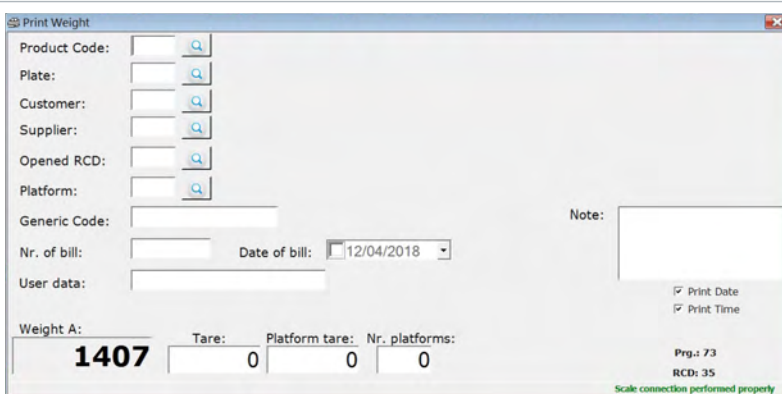 Print Weight
Product Code:
Plate:
Customer:
Supplier:
Opened RCD:
Platform:
Generic Code:
Note:
Nr. of bill:
Date of bill: 12/04/2018
User data:
Print Date
Print Time
Weight A:
Tare: Platform tare: Nr. platforms:
1407 0 0 0
Prg.: 73
RCD: 35
Scale connection performed properly